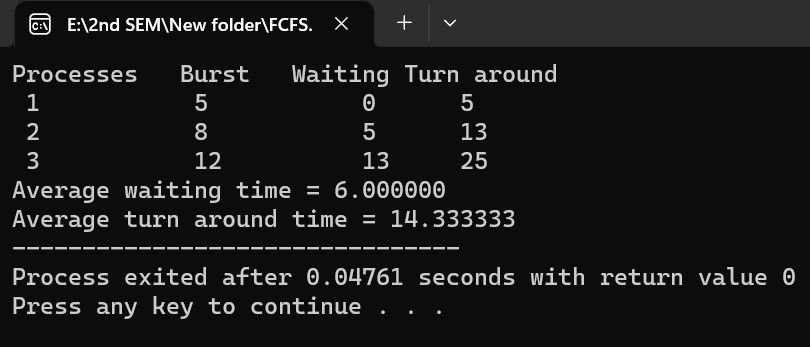 E:\2nd SEM\New folder\FCFS.
Processes Burst Waiting Turn around
1 5 0 5
2 8 5 13
3 12 13 25
Average waiting time = 6.000000
Average turn around time = 14.333333
--------------------------------
Process exited after 0.04761 seconds with return value 0
Press any key to continue . . .